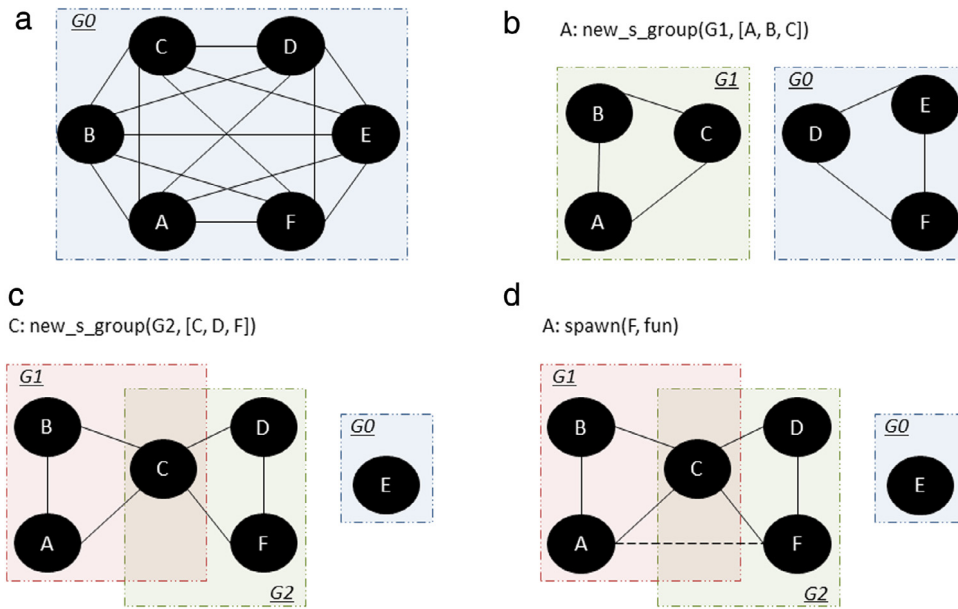 a
G0
C
D
B
E
A
F
b
A: new_s_group(G1, [A, B, C])
G1
B
C
A
G0
E
D
F
c
C: new_s_group(G2, [C, D, F])
G1
B
C
D
A
F
G2
G0
E
d
A: spawn(F, fun)
G1
B
C
D
A
F
G2
G0
E